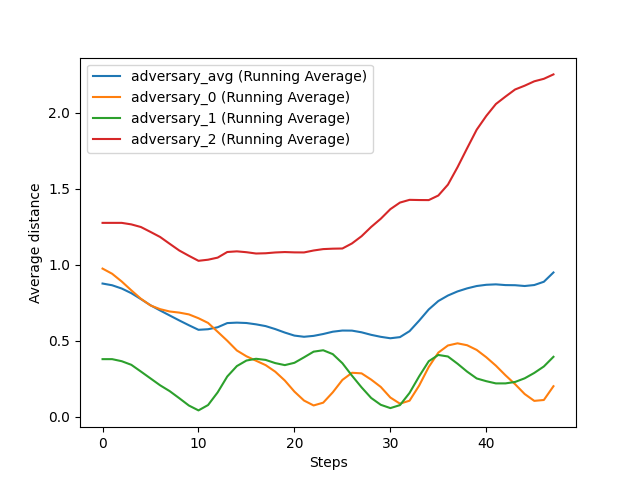 adversary_avg (Running Average)
adversary_0 (Running Average)
adversary_1 (Running Average)
adversary_2 (Running Average)
Average distance
2.0
1.5
1.0
0.5
0.0
0 10 20 30 40
Steps